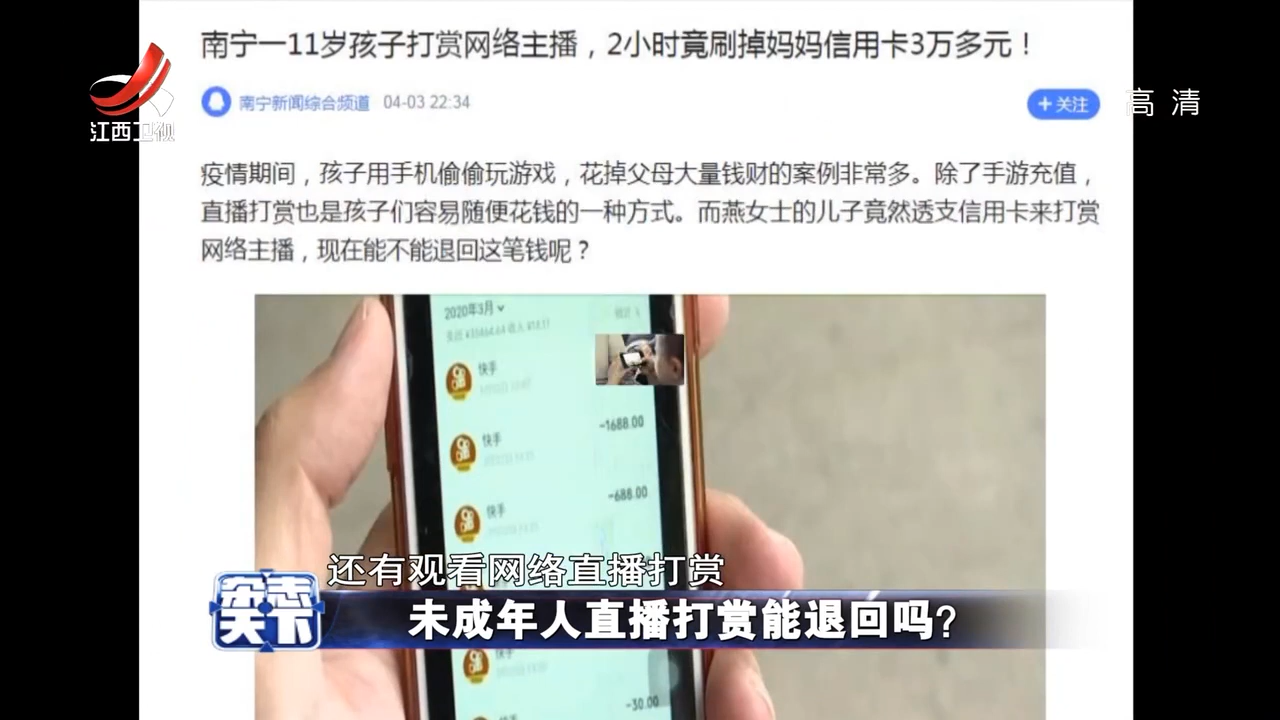 南宁一11岁孩子打赏网络主播，2小时竟刷掉妈妈信用卡3万多元！
江西卫视
南宁新闻综合频道 04-03 22:34
+关注
高清
疫情期间，孩子用手机偷偷玩游戏，花掉父母大量钱财的案例非常多。除了手游充值，
直播打赏也是孩子们容易随便花钱的一种方式。而燕女士的儿子竟然透支信用卡来打赏
网络主播，现在能不能退回这笔钱呢？
2020年3月
快手
-1688.00
快手
-688.00
快手
还有观看网络直播打赏
杂志天下
未成年人直播打赏能退回吗?
快手
-30.00